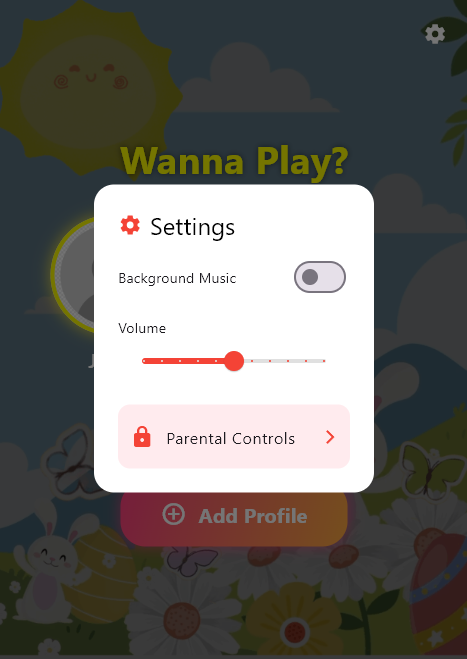 Wanna Play?
Settings
Background Music
Volume
Parental Controls
Add Profile